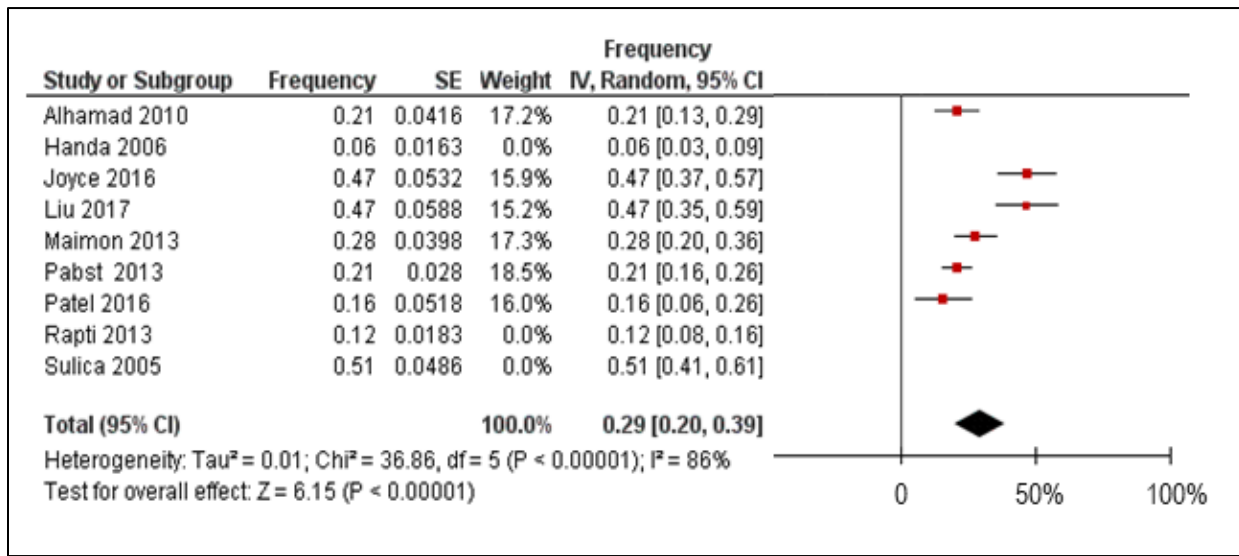 Frequency
Study or Subgroup Frequency SE Weight IV, Random, 95% CI
Alhamad 2010 0.21 0.0416 17.2% 0.21 [0.13, 0.29]
Handa 2006 0.06 0.0163 0.0% 0.06 [0.03, 0.09]
Joyce 2016 0.47 0.0532 15.9% 0.47 [0.37, 0.57]
Liu 2017 0.47 0.0588 15.2% 0.47 [0.35, 0.59]
Maimon 2013 0.28 0.0398 17.3% 0.28 [0.20, 0.36]
Pabst 2013 0.21 0.028 18.5% 0.21 [0.16, 0.26]
Patel 2016 0.16 0.0518 16.0% 0.16 [0.06, 0.26]
Rapti 2013 0.12 0.0183 0.0% 0.12 [0.08, 0.16]
Sulica 2005 0.51 0.0486 0.0% 0.51 [0.41, 0.61]
Total (95% CI) 100.0% 0.29 [0.20, 0.39]
Heterogeneity: Tau² = 0.01; Chi² = 36.86, df = 5 (P < 0.00001); I² = 86%
Test for overall effect: Z = 6.15 (P < 0.00001)
0 50% 100%